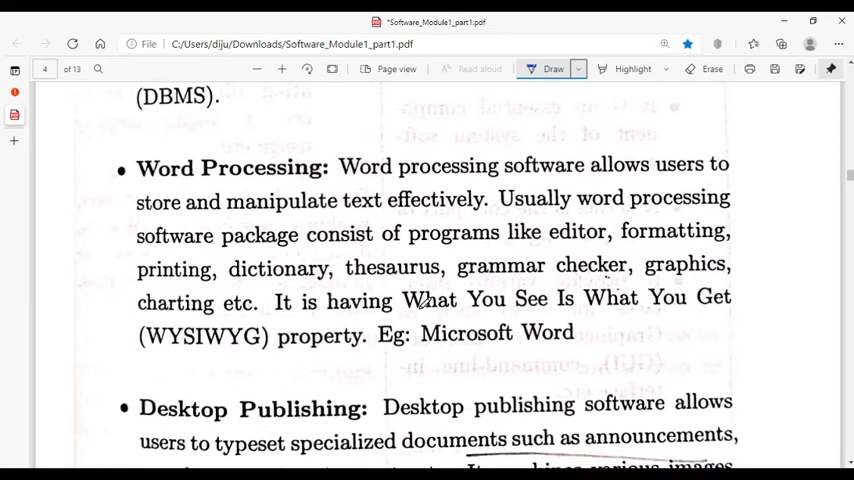 *Software_Module1_part1.pdf
File C:/Users/diju/Downloads/Software_Module1_part1.pdf
4 of 13 Page view Read aloud Draw Highlight Erase
(DBMS).
• Word Processing: Word processing software allows users to
store and manipulate text effectively. Usually word processing
software package consist of programs like editor, formatting,
printing, dictionary, thesaurus, grammar checker, graphics,
charting etc. It is having What You See Is What You Get
(WYSIWYG) property. Eg: Microsoft Word
• Desktop Publishing: Desktop publishing software allows
users to typeset specialized documents such as announcements,
various images